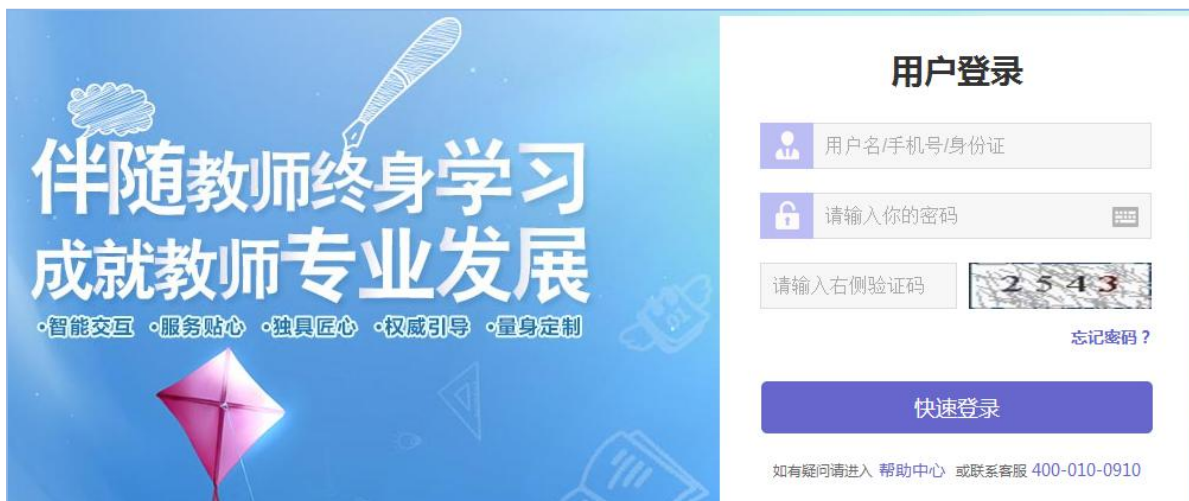 伴随教师终身学习
成就教师专业发展
•智能交互 •服务贴心 •独具匠心 •权威引导 •量身定制
用户登录
用户名/手机号/身份证
请输入你的密码
请输入右侧验证码 2543
忘记密码？
快速登录
如有疑问请进入 帮助中心 或联系客服 400-010-0910